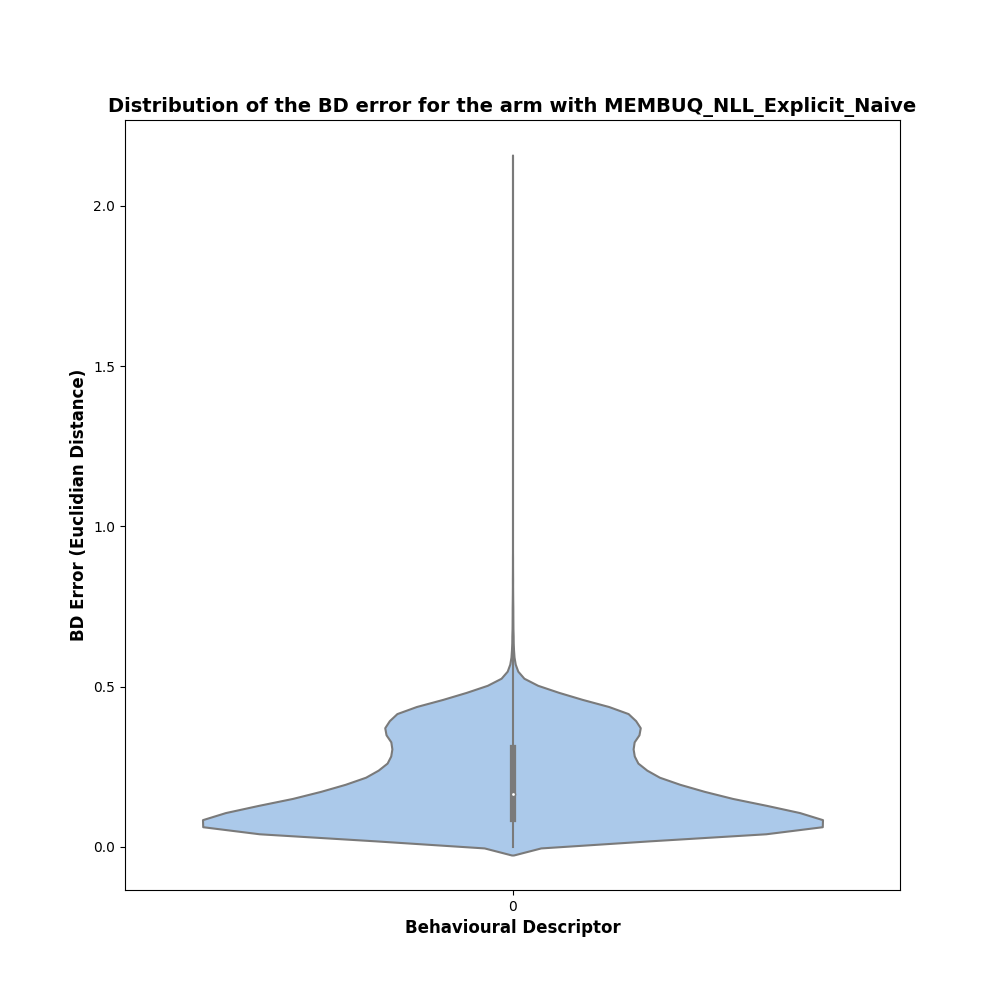 Distribution of the BD error for the arm with MEMBUQ_NLL_Explicit_Naive
2.0
1.5
1.0
0.5
0.0
BD Error (Euclidian Distance)
0
Behavioural Descriptor